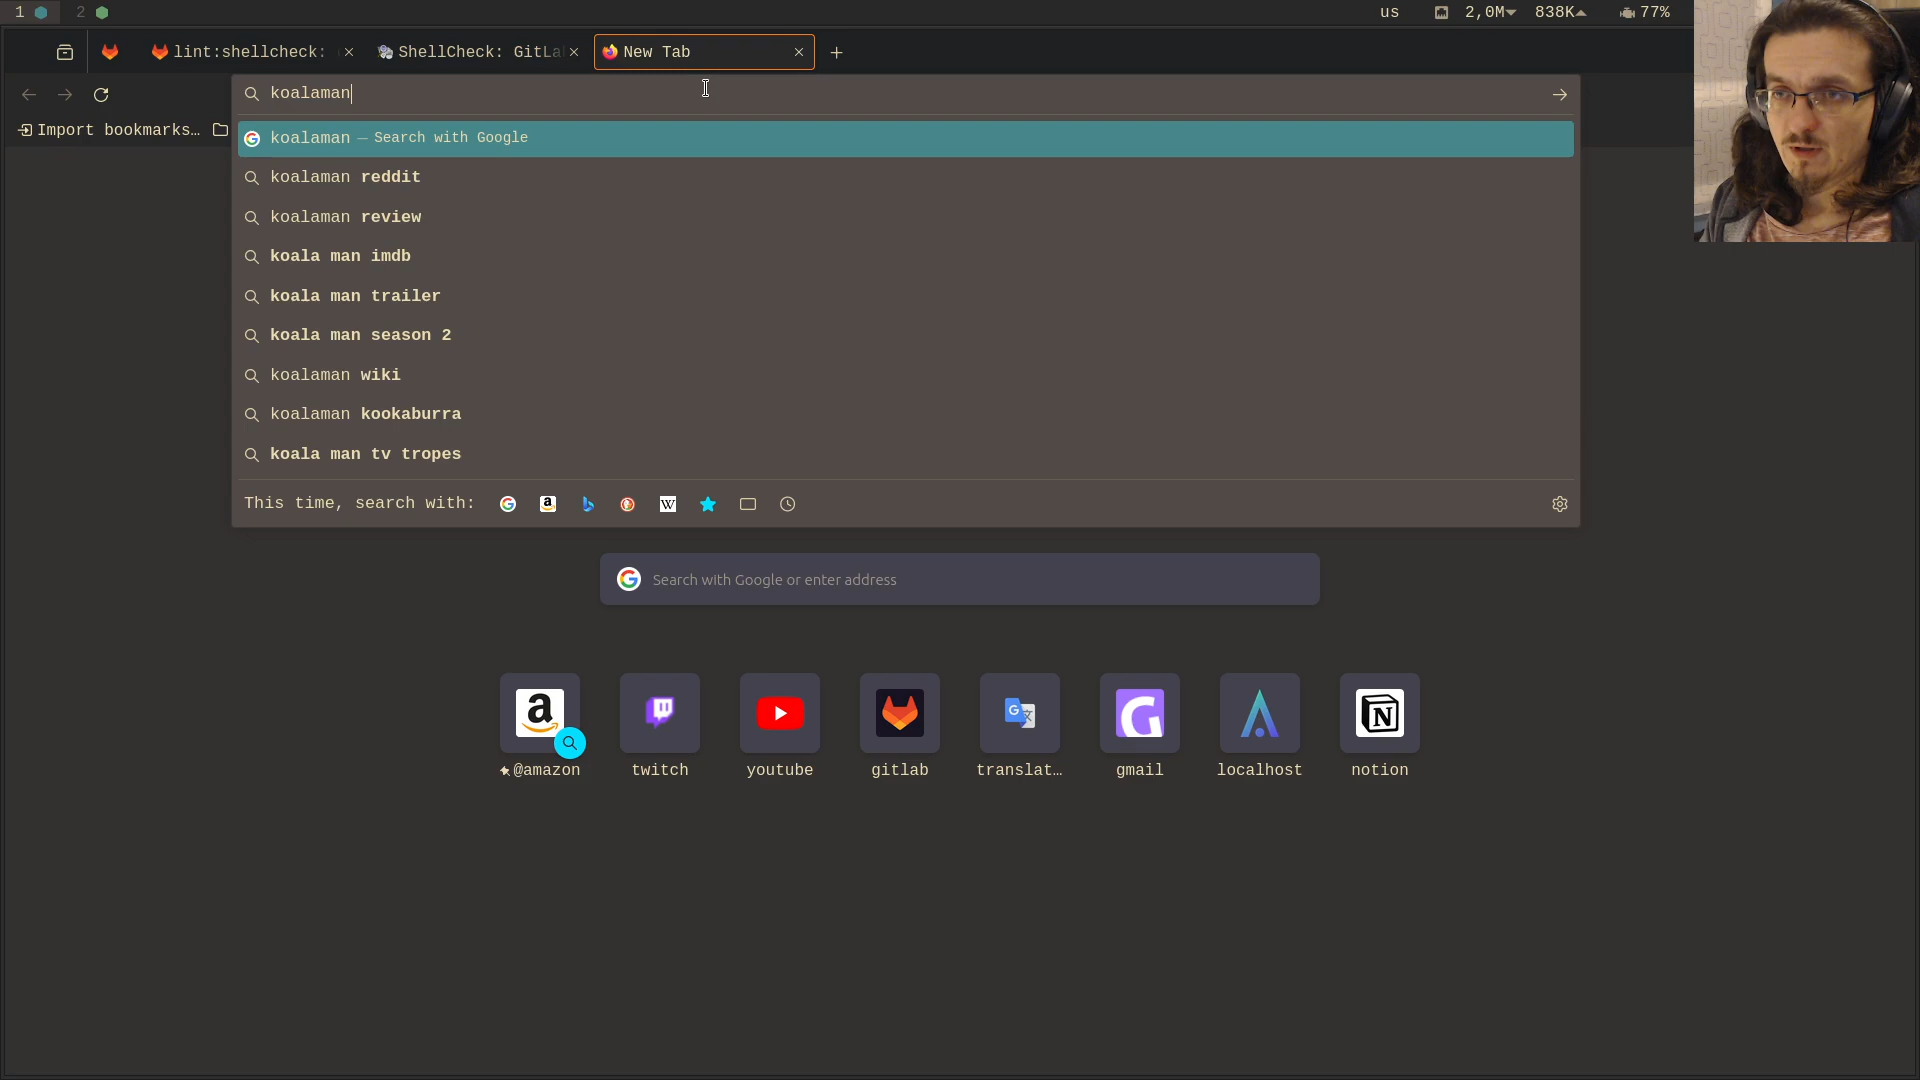 1 2 us 2,0M 838K 77%
lint:shellcheck: ShellCheck: GitLa New Tab
koalaman
Import bookmarks…
koalaman — Search with Google
koalaman reddit
koalaman review
koala man imdb
koala man trailer
koala man season 2
koalaman wiki
koalaman kookaburra
koala man tv tropes
This time, search with:
Search with Google or enter address
@amazon twitch youtube gitlab translat… gmail localhost notion